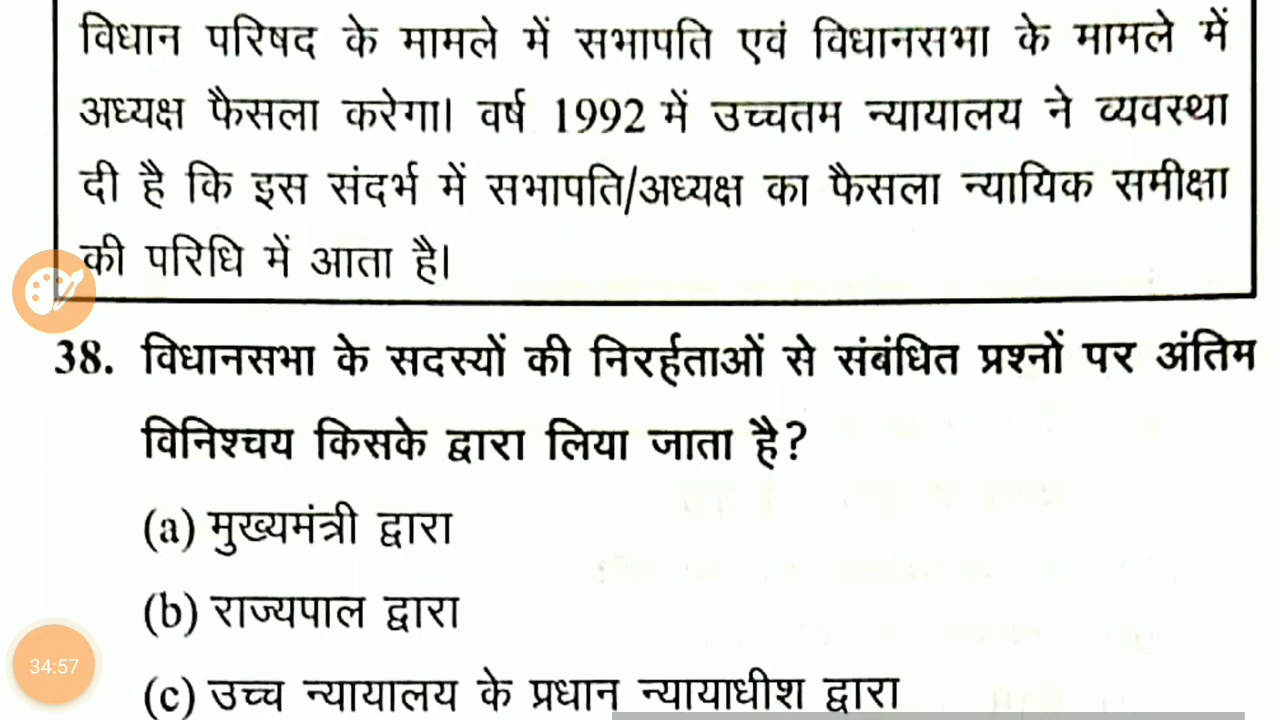 विधान परिषद के मामले में सभापति एवं विधानसभा के मामले में
अध्यक्ष फैसला करेगा। वर्ष 1992 में उच्चतम न्यायालय ने व्यवस्था
दी है कि इस संदर्भ में सभापति/अध्यक्ष का फैसला न्यायिक समीक्षा
की परिधि में आता है।
38. विधानसभा के सदस्यों की निरर्हताओं से संबंधित प्रश्नों पर अंतिम
विनिश्चय किसके द्वारा लिया जाता है?
(a) मुख्यमंत्री द्वारा
(b) राज्यपाल द्वारा
34:57
(c) उच्च न्यायालय के प्रधान न्यायाधीश द्वारा